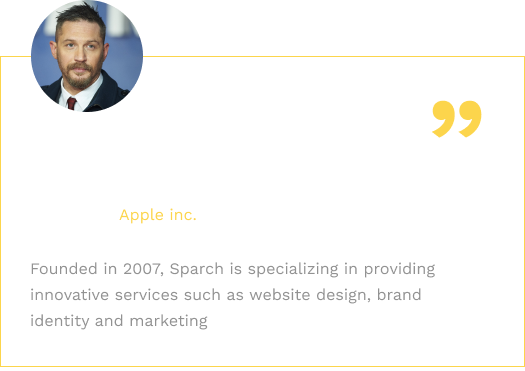 ”
Apple inc.
Founded in 2007, Sparch is specializing in providing
innovative services such as website design, brand
identity and marketing